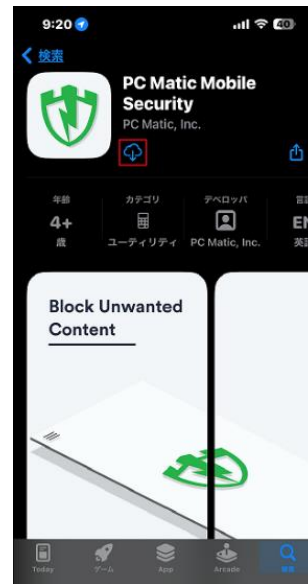 9:20
40
検索
PC Matic Mobile
Security
PC Matic, Inc.
年齢
カテゴリ
デベロッパ
言語
4+
EN
歳
ユーティリティ
PC Matic, Inc.
英語
Block Unwanted
Content
Today
ゲーム
App
Arcade
検索